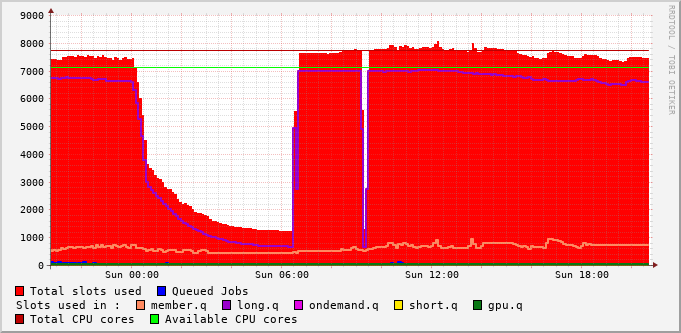 RRDTOOL / TOBI OETIKER
9000
8000
7000
6000
5000
4000
3000
2000
1000
0
Sun 00:00 Sun 06:00 Sun 12:00 Sun 18:00
Total slots used Queued Jobs
Slots used in : member.q long.q ondemand.q short.q gpu.q
Total CPU cores Available CPU cores